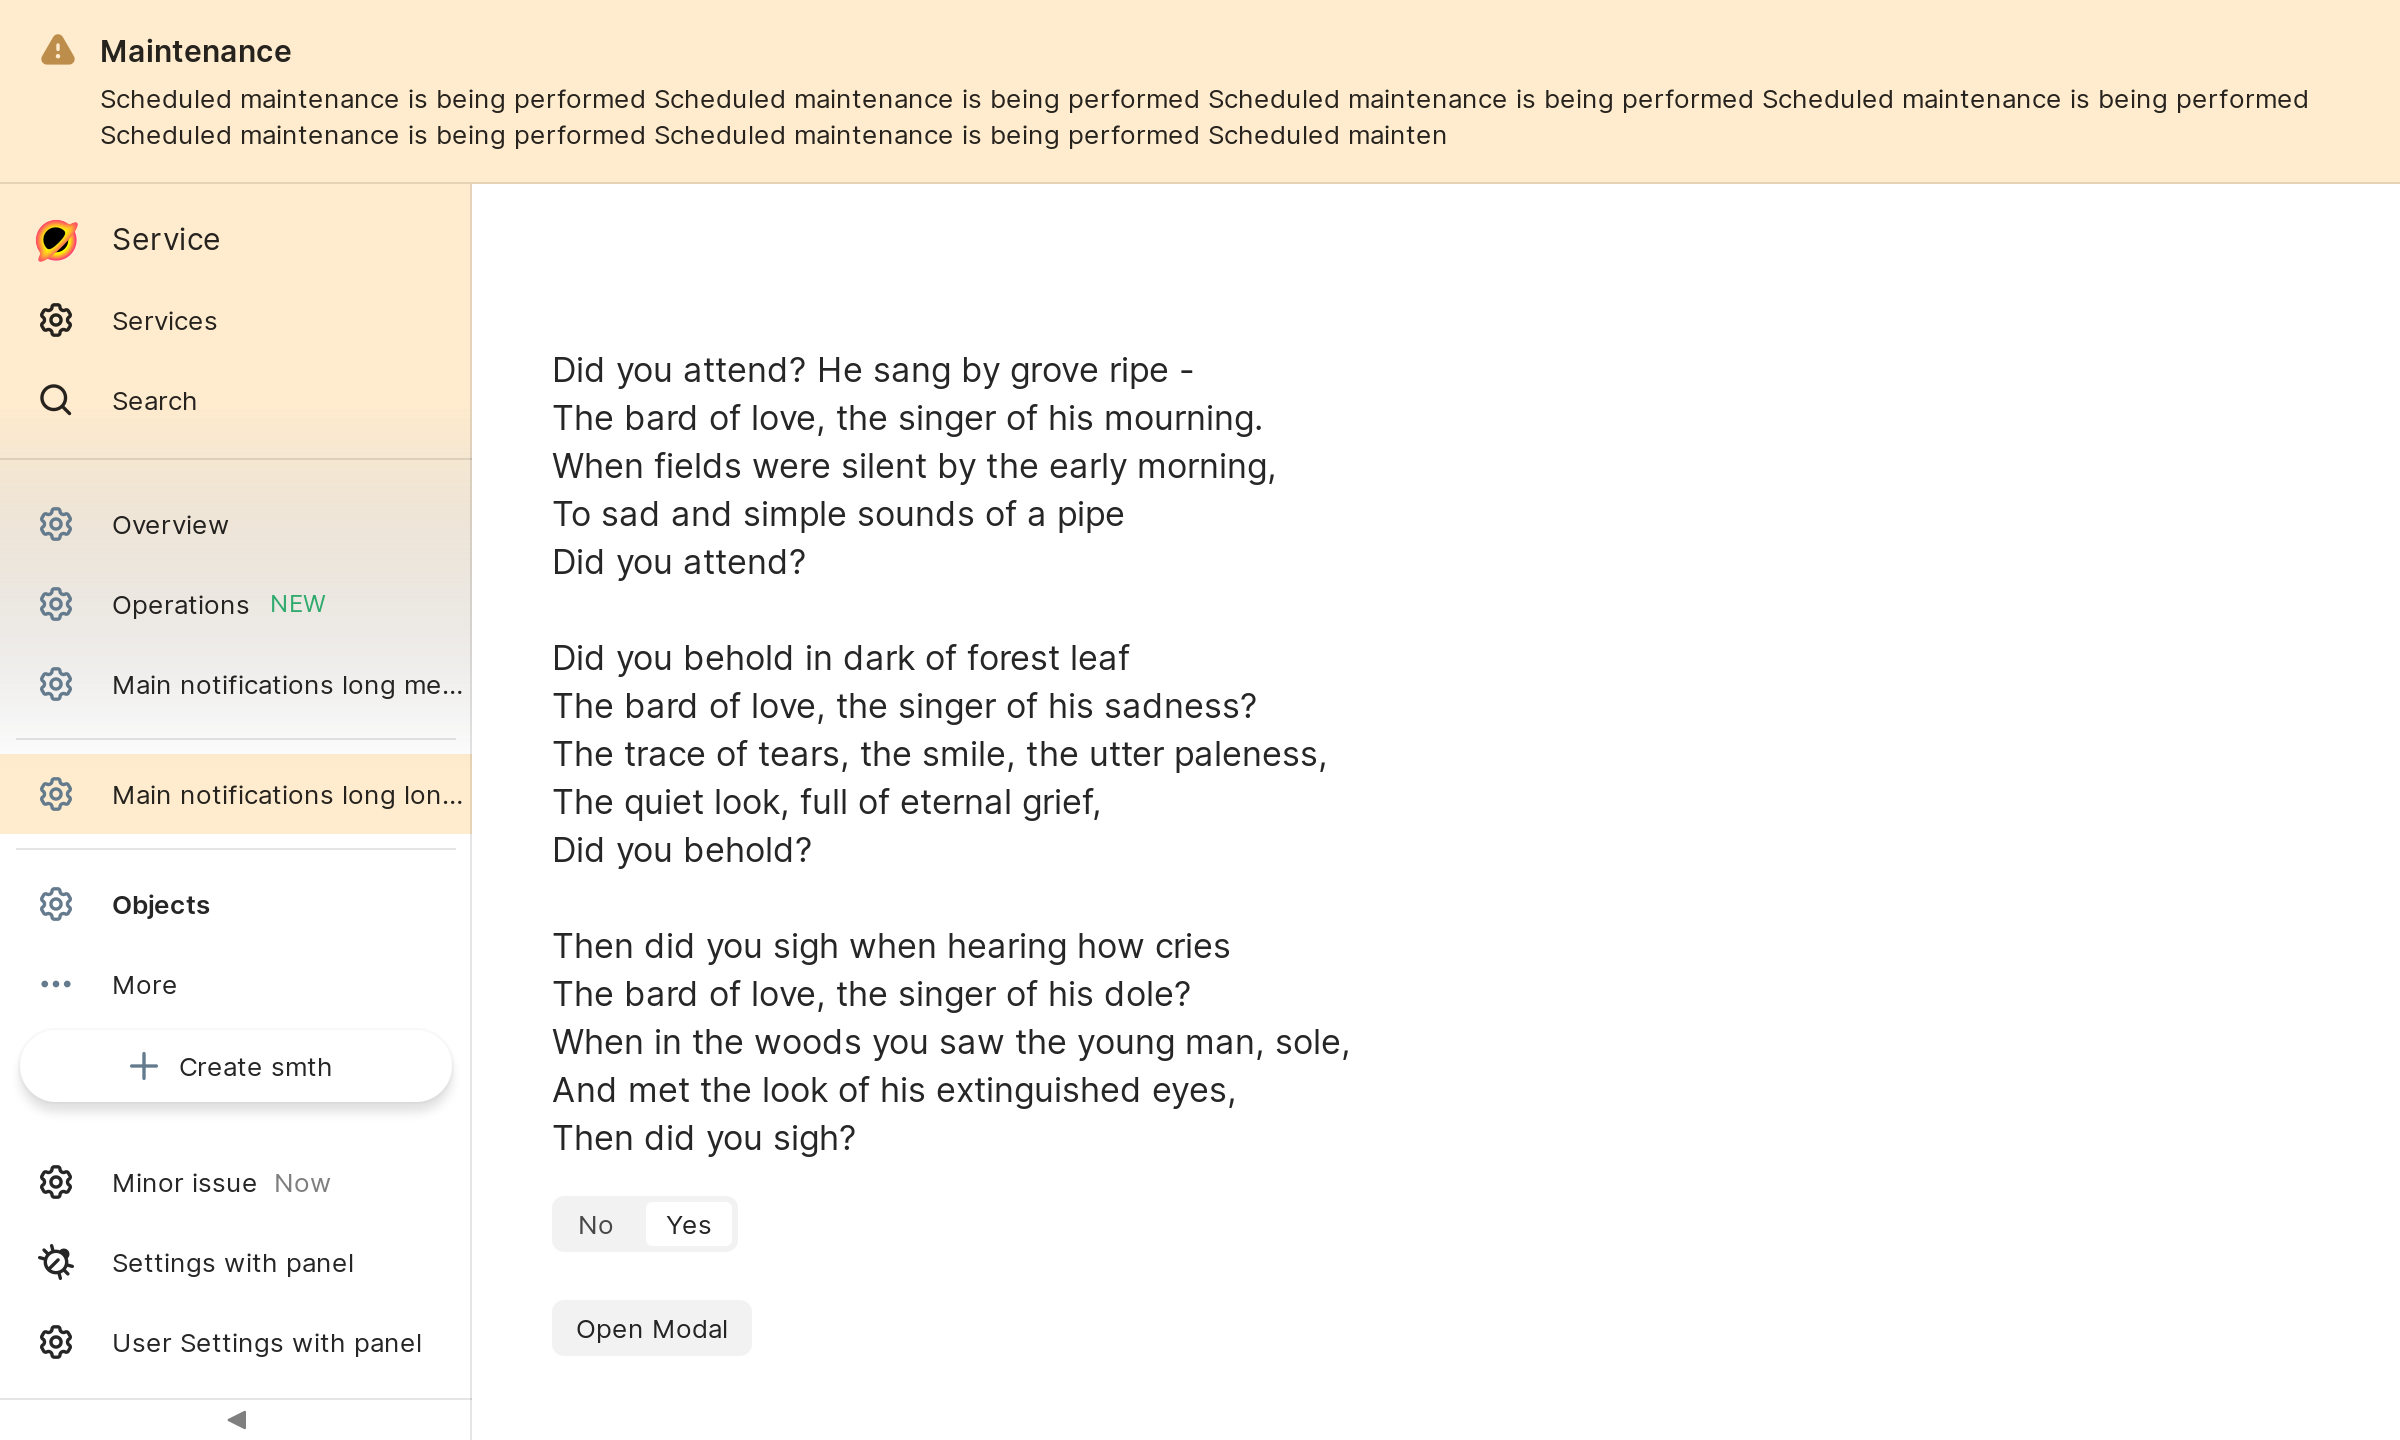 Maintenance
Scheduled maintenance is being performed Scheduled maintenance is being performed Scheduled maintenance is being performed Scheduled maintenance is being performed
Scheduled maintenance is being performed Scheduled maintenance is being performed Scheduled mainten
Service
Services
Search
Overview
Operations NEW
Main notifications long me...
Main notifications long lon...
Objects
More
Create smth
Minor issue Now
Settings with panel
User Settings with panel
Did you attend? He sang by grove ripe -
The bard of love, the singer of his mourning.
When fields were silent by the early morning,
To sad and simple sounds of a pipe
Did you attend?
Did you behold in dark of forest leaf
The bard of love, the singer of his sadness?
The trace of tears, the smile, the utter paleness,
The quiet look, full of eternal grief,
Did you behold?
Then did you sigh when hearing how cries
The bard of love, the singer of his dole?
When in the woods you saw the young man, sole,
And met the look of his extinguished eyes,
Then did you sigh?
No Yes
Open Modal